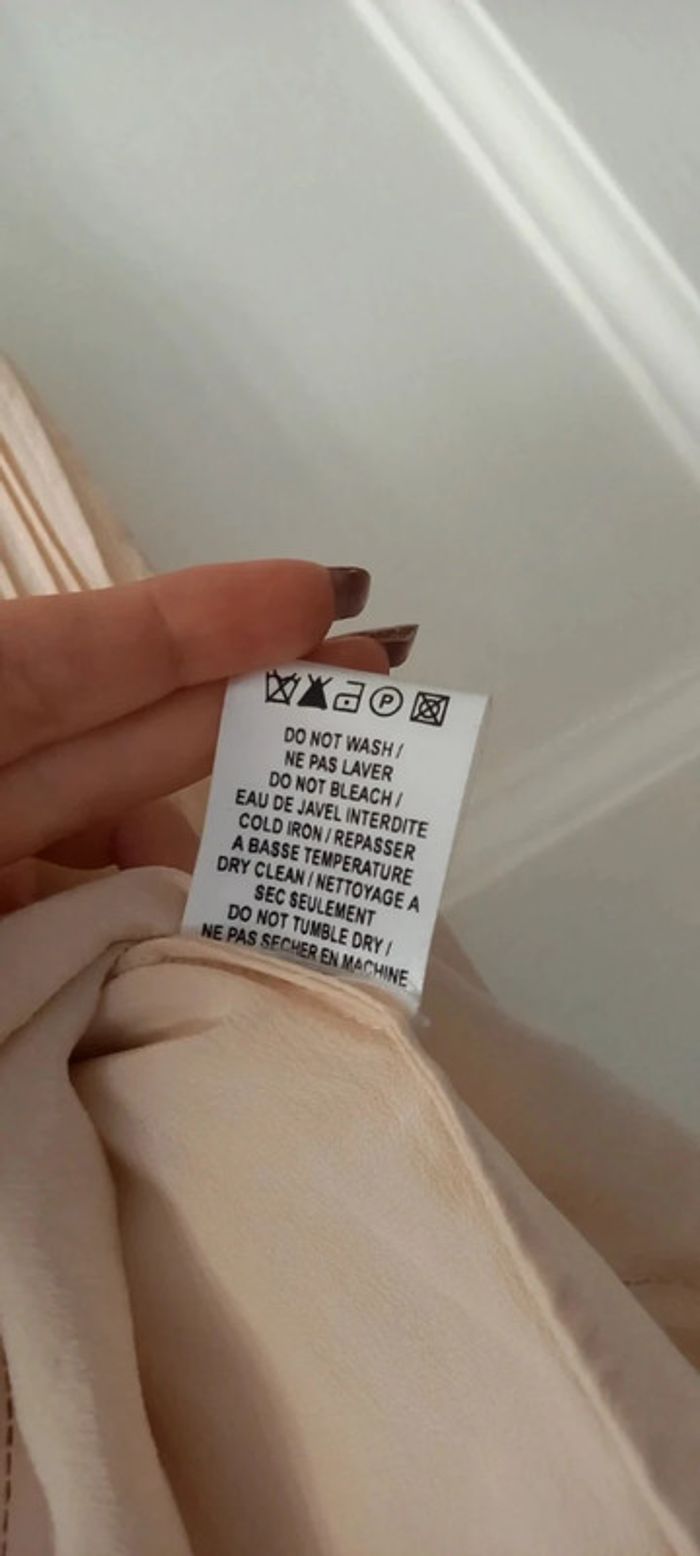 P
DO NOT WASH /
NE PAS LAVER
DO NOT BLEACH /
EAU DE JAVEL INTERDITE
COLD IRON / REPASSER
A BASSE TEMPERATURE
DRY CLEAN / NETTOYAGE A
SEC SEULEMENT
DO NOT TUMBLE DRY /
NE PAS SECHER EN MACHINE